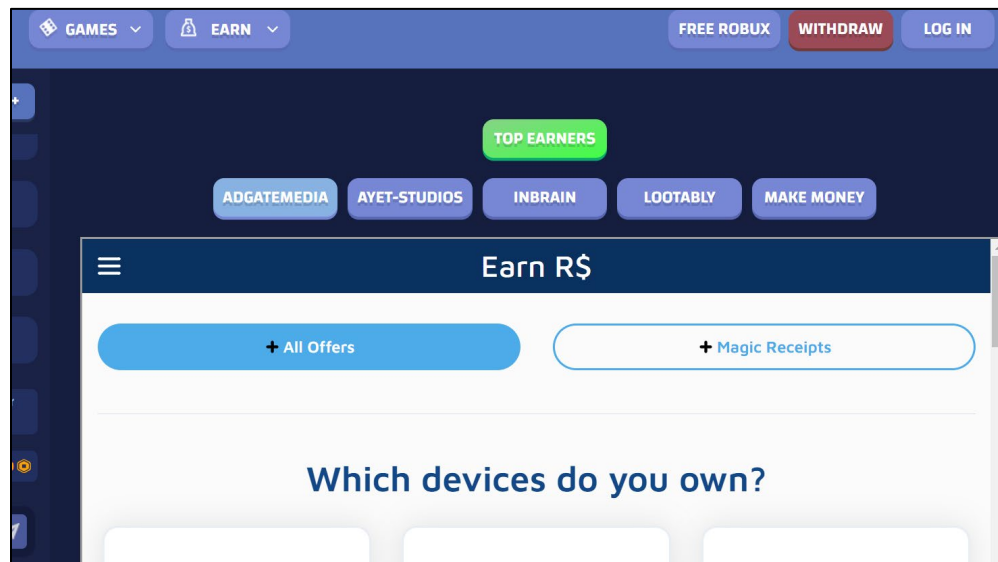 GAMES EARN FREE ROBUX WITHDRAW LOG IN
+
TOP EARNERS
ADGATEMEDIA AYET-STUDIOS INBRAIN LOOTABLY MAKE MONEY
Earn R$
+ All Offers + Magic Receipts
Which devices do you own?